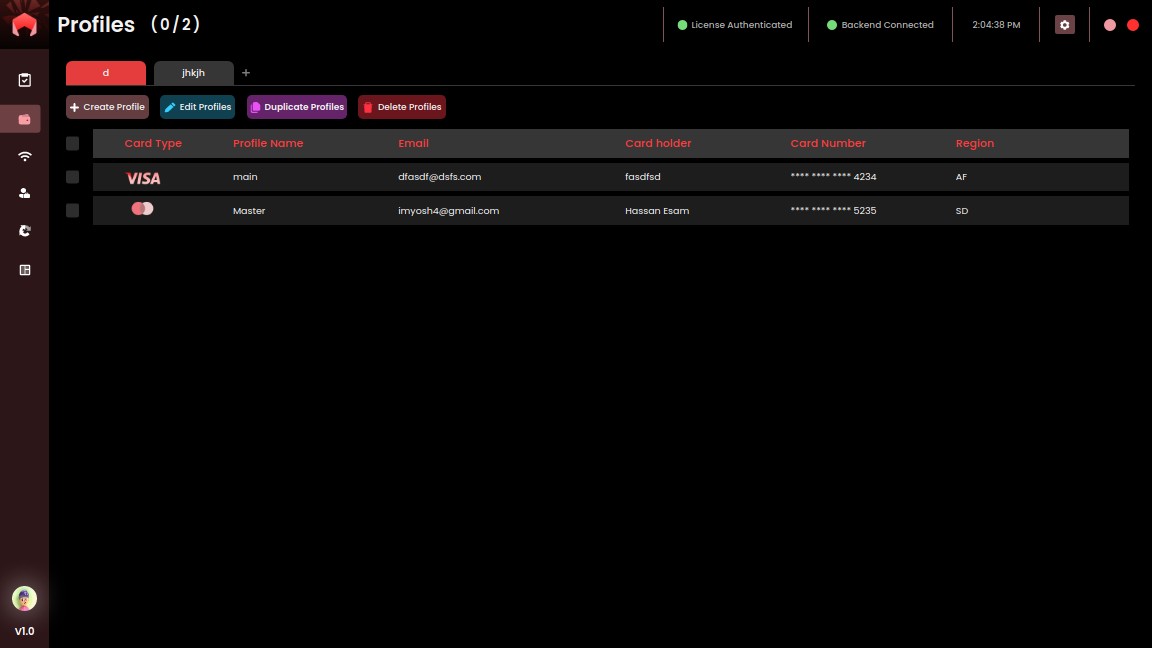 Profiles (0/2)
License Authenticated
Backend Connected
2:04:38 PM
d
jhkjh
+
Create Profile
Edit Profiles
Duplicate Profiles
Delete Profiles
Card Type Profile Name Email Card holder Card Number Region
VISA main dfasdf@dsfs.com fasdfsd **** **** **** 4234 AF
Master imyosh4@gmail.com Hassan Esam **** **** **** 5235 SD
V1.0